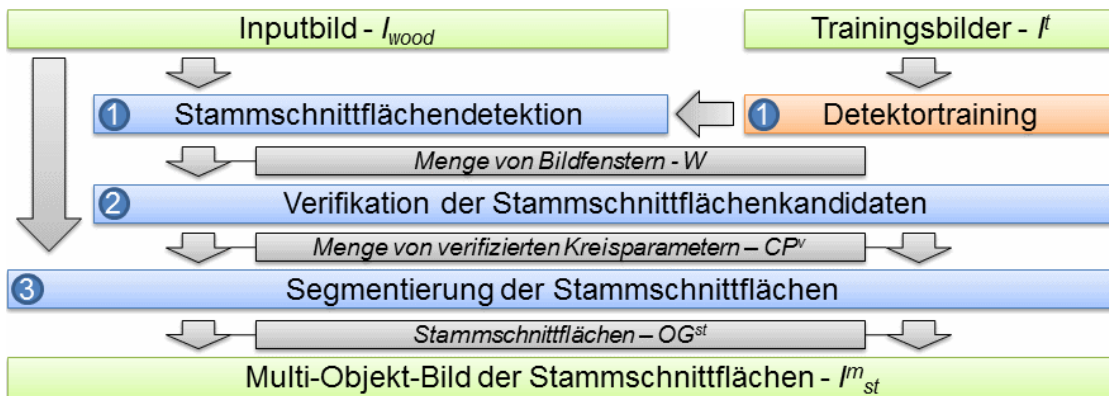 Inputbild - I_wood
Trainingsbilder - I^t
1 Stammschnittflächendetektion
1 Detektortraining
Menge von Bildfenstern - W
2 Verifikation der Stammschnittflächenkandidaten
Menge von verifizierten Kreisparametern – CP^v
3 Segmentierung der Stammschnittflächen
Stammschnittflächen – OG^st
Multi-Objekt-Bild der Stammschnittflächen - I^m_st